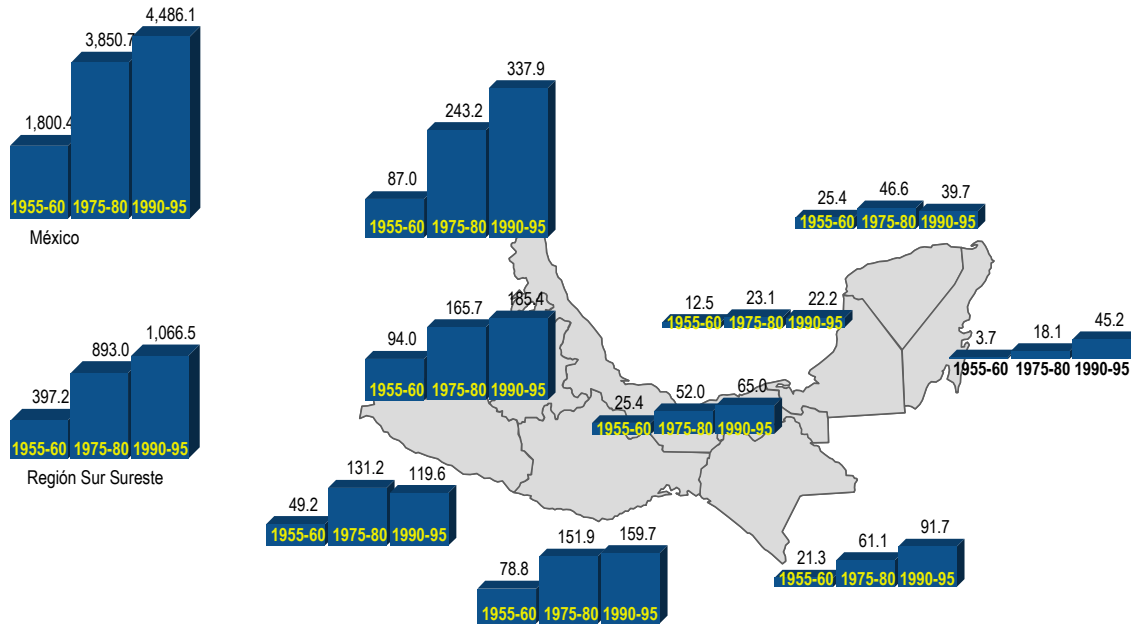 4,486.1
3,850.7
1,800.4
1955-60 1975-80 1990-95
México
337.9
243.2
87.0
1955-60 1975-80 1990-95
25.4 46.6 39.7
1955-60 1975-80 1990-95
12.5 23.1 22.2
1955-60 1975-80 1990-95
3.7 18.1 45.2
1955-60 1975-80 1990-95
94.0 165.7 185.4
1955-60 1975-80 1990-95
397.2 893.0 1,066.5
1955-60 1975-80 1990-95
Región Sur Sureste
25.4 52.0 65.0
1955-60 1975-80 1990-95
49.2 131.2 119.6
1955-60 1975-80 1990-95
78.8 151.9 159.7
1955-60 1975-80 1990-95
21.3 61.1 91.7
1955-60 1975-80 1990-95